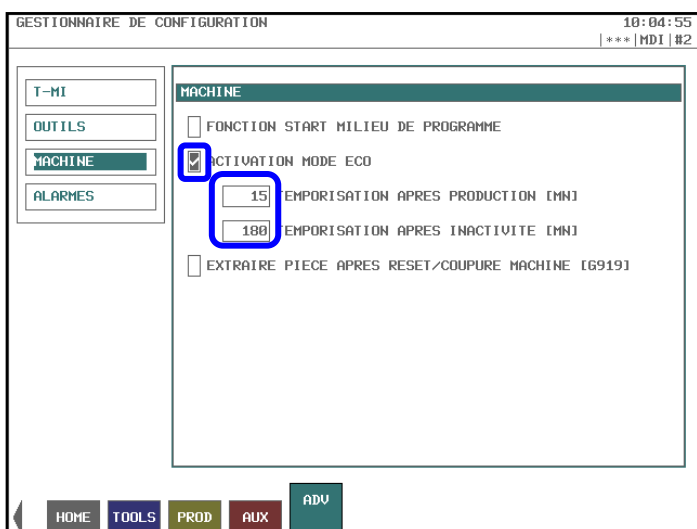 GESTIONNAIRE DE CONFIGURATION 10:04:55
|***|MDI|#2
T-MI
OUTILS
MACHINE
ALARMES
MACHINE
FONCTION START MILIEU DE PROGRAMME
ACTIVATION MODE ECO
15 TEMPORISATION APRES PRODUCTION [MN]
180 TEMPORISATION APRES INACTIVITE [MN]
EXTRAIRE PIECE APRES RESET/COUPURE MACHINE [G919]
HOME TOOLS PROD AUX ADV